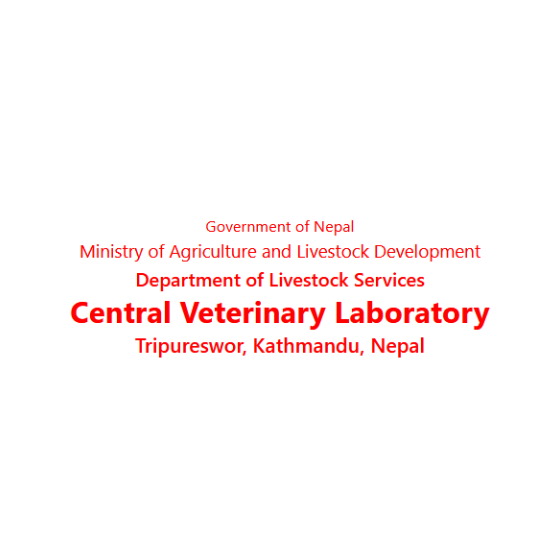 Government of Nepal
Ministry of Agriculture and Livestock Development
Department of Livestock Services
Central Veterinary Laboratory
Tripureswor, Kathmandu, Nepal